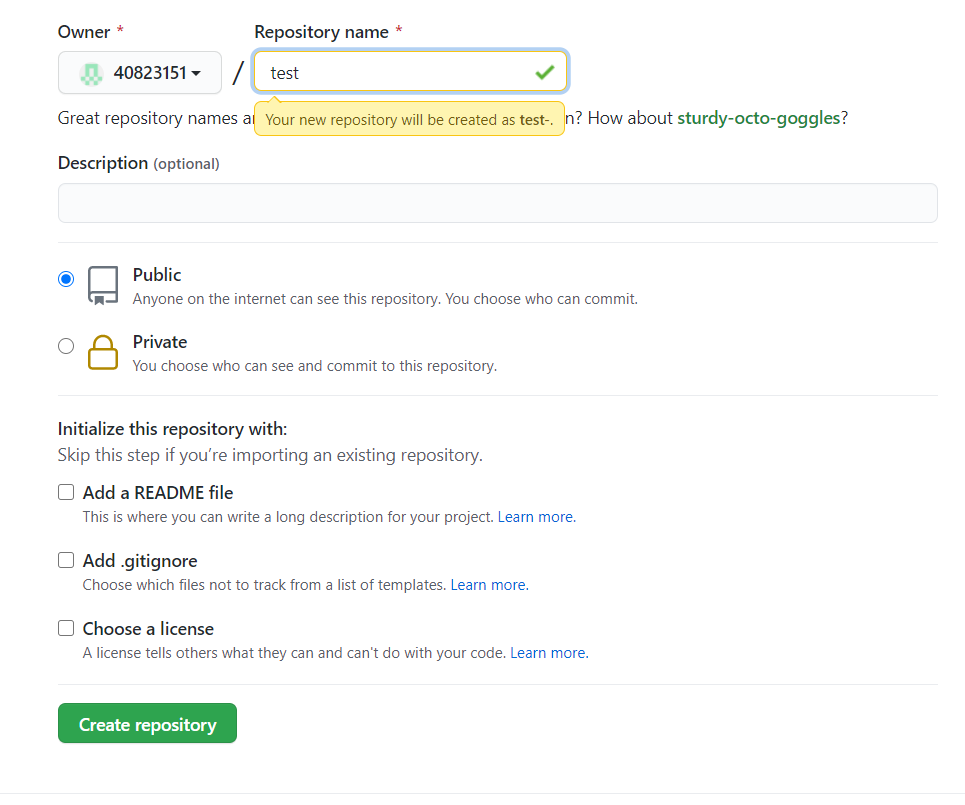 Owner * Repository name *
40823151 / test
Great repository names a Your new repository will be created as test-. n? How about sturdy-octo-goggles?
Description (optional)
Public
Anyone on the internet can see this repository. You choose who can commit.
Private
You choose who can see and commit to this repository.
Initialize this repository with:
Skip this step if you’re importing an existing repository.
Add a README file
This is where you can write a long description for your project. Learn more.
Add .gitignore
Choose which files not to track from a list of templates. Learn more.
Choose a license
A license tells others what they can and can't do with your code. Learn more.
Create repository